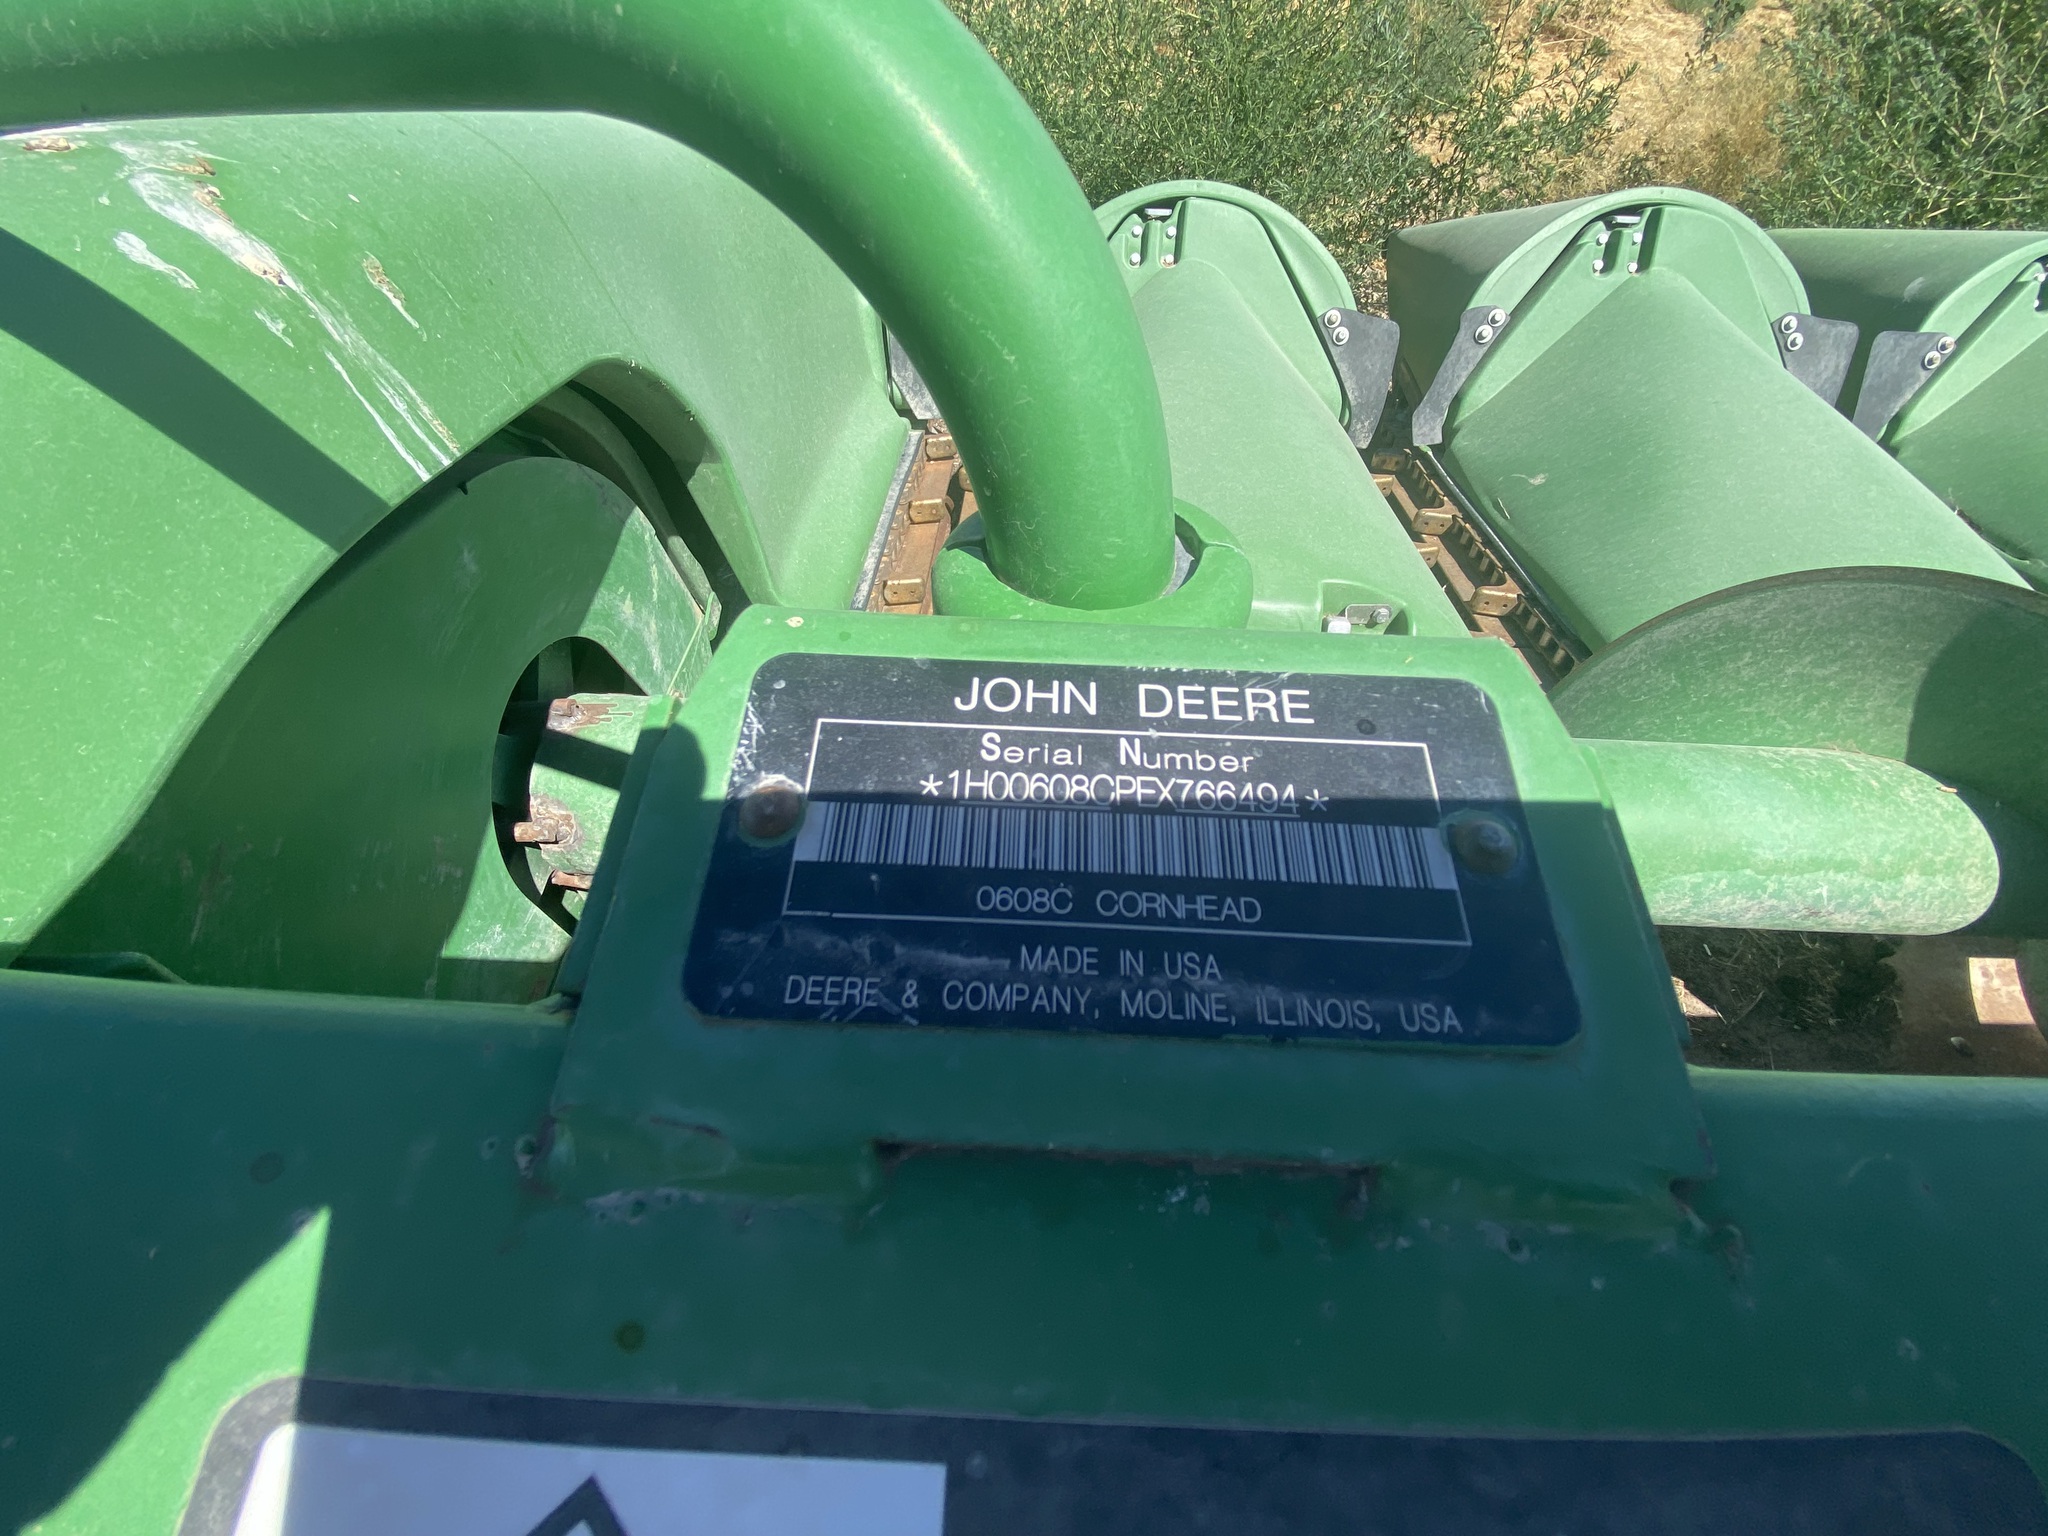 JOHN DEERE
Serial Number
*1H00608CPEX766494*
0608C CORNHEAD
MADE IN USA
DEERE & COMPANY, MOLINE, ILLINOIS, USA